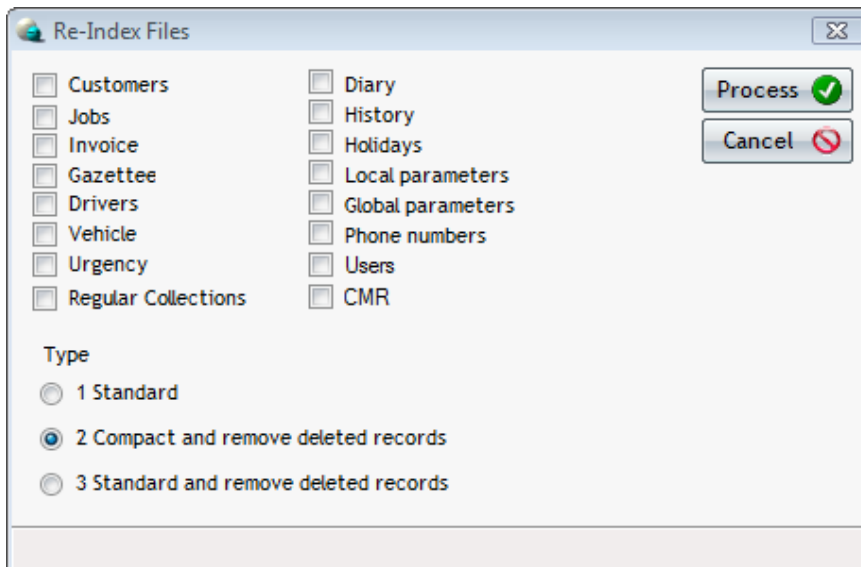 Re-Index Files
Customers
Jobs
Invoice
Gazettee
Drivers
Vehicle
Urgency
Regular Collections
Diary
History
Holidays
Local parameters
Global parameters
Phone numbers
Users
CMR
Process
Cancel
Type
1 Standard
2 Compact and remove deleted records
3 Standard and remove deleted records